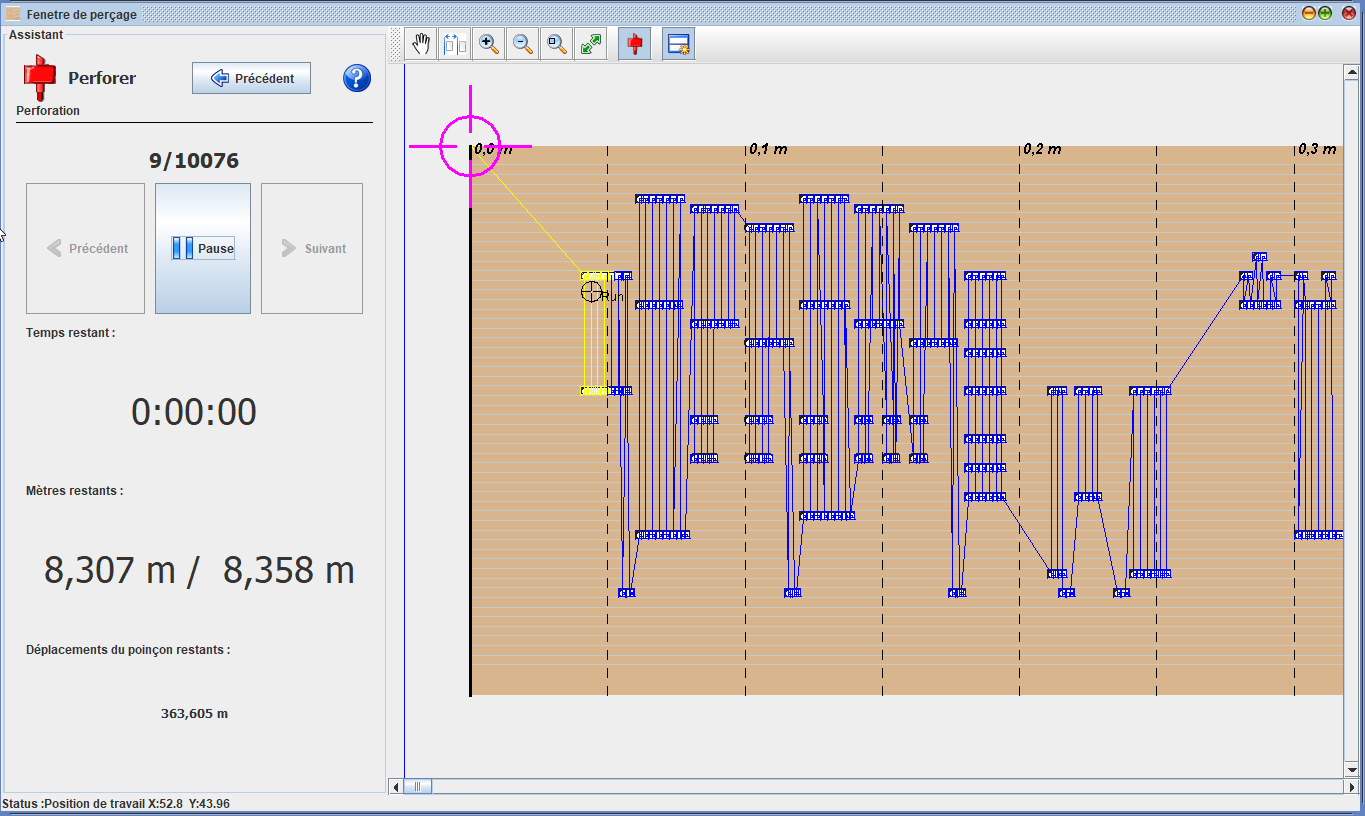 Fenetre de perçage
Assistant
Perforer
Précédent
?
Perforation
9/10076
Précédent
Pause
Suivant
Temps restant :
0:00:00
Mètres restants :
8,307 m / 8,358 m
Déplacements du poinçon restants :
363,605 m
0,0 m
0,1 m
0,2 m
0,3 m
Run
Status :Position de travail X:52.8 Y:43.96